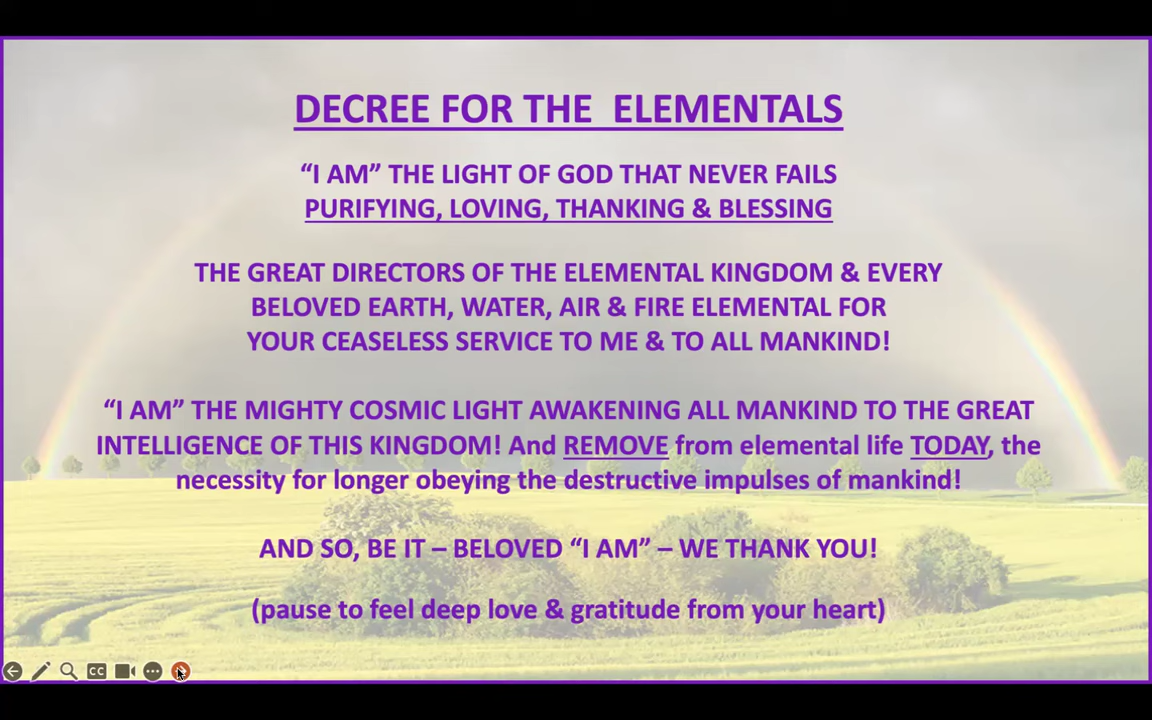 DECREE FOR THE ELEMENTALS
“I AM” THE LIGHT OF GOD THAT NEVER FAILS
PURIFYING, LOVING, THANKING & BLESSING
THE GREAT DIRECTORS OF THE ELEMENTAL KINGDOM & EVERY
BELOVED EARTH, WATER, AIR & FIRE ELEMENTAL FOR
YOUR CEASELESS SERVICE TO ME & TO ALL MANKIND!
“I AM” THE MIGHTY COSMIC LIGHT AWAKENING ALL MANKIND TO THE GREAT
INTELLIGENCE OF THIS KINGDOM! And REMOVE from elemental life TODAY, the
necessity for longer obeying the destructive impulses of mankind!
AND SO, BE IT – BELOVED “I AM” – WE THANK YOU!
(pause to feel deep love & gratitude from your heart)
CC